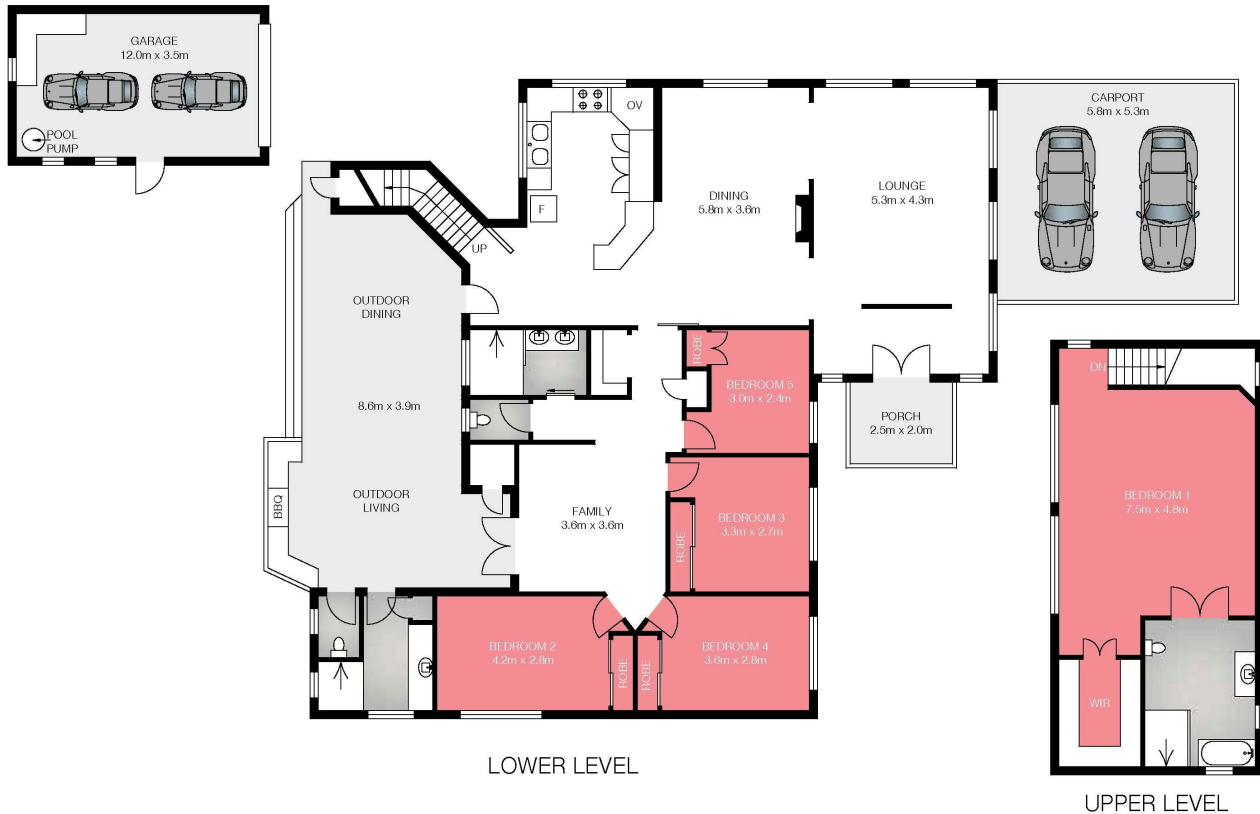 GARAGE
12.0m x 3.5m
POOL
PUMP
OV
F
UP
DINING
5.8m x 3.6m
LOUNGE
5.3m x 4.3m
CARPORT
5.8m x 5.3m
OUTDOOR
DINING
8.6m x 3.9m
OUTDOOR
LIVING
BBQ
FAMILY
3.6m x 3.6m
ROBE
BEDROOM 5
3.0m x 2.4m
PORCH
2.5m x 2.0m
BEDROOM 3
3.3m x 2.7m
ROBE
BEDROOM 2
4.2m x 2.8m
ROBE
ROBE
BEDROOM 4
3.6m x 2.8m
LOWER LEVEL
DN
BEDROOM 1
7.5m x 4.8m
WIR
UPPER LEVEL